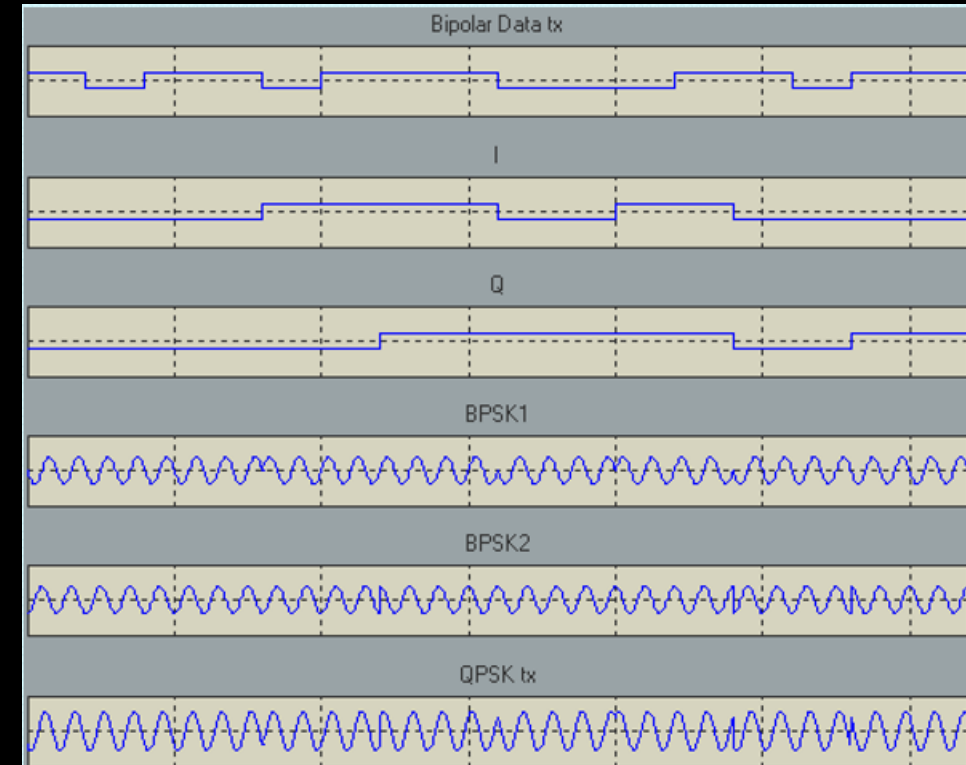 Bipolar Data tx
I
Q
BPSK1
BPSK2
QPSK tx